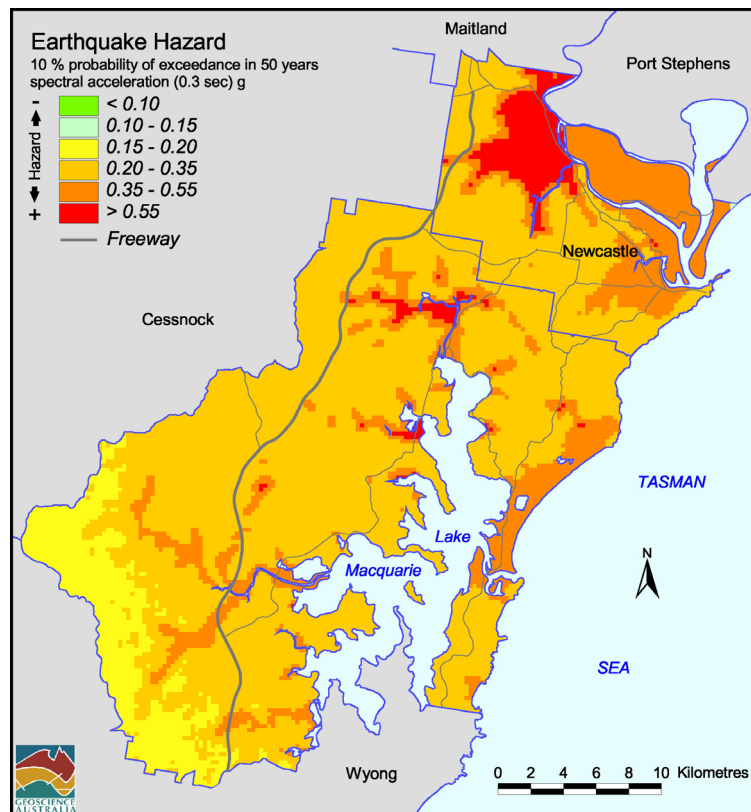 Earthquake Hazard
10 % probability of exceedance in 50 years
spectral acceleration (0.3 sec) g
- 
Hazard
+
< 0.10
0.10 - 0.15
0.15 - 0.20
0.20 - 0.35
0.35 - 0.55
> 0.55
Freeway
Maitland
Port Stephens
Newcastle
Cessnock
TASMAN
Lake
Macquarie
N
SEA
Wyong
0 2 4 6 8 10 Kilometres
GEOSCIENCE
AUSTRALIA